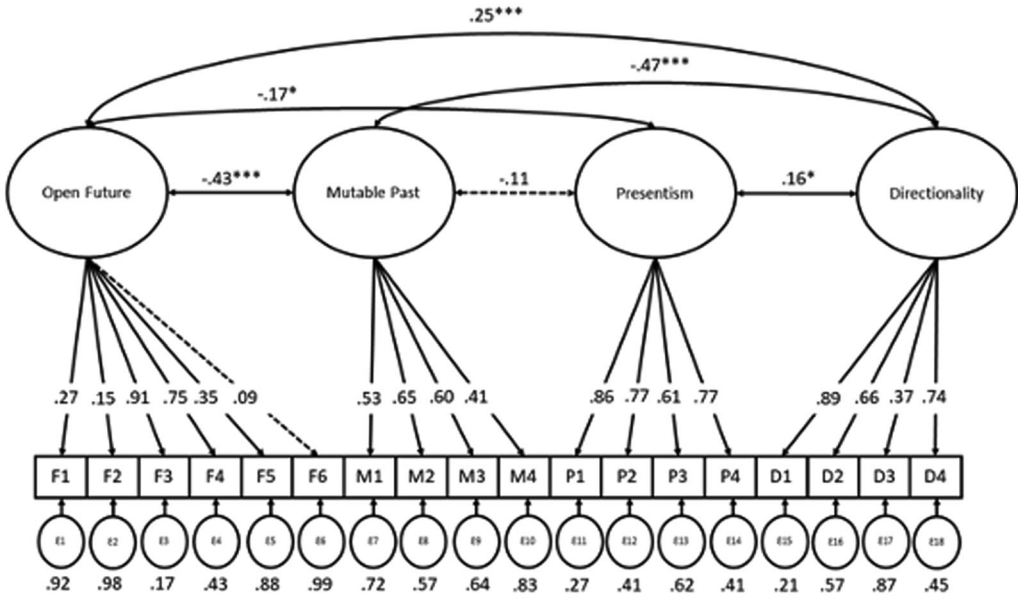 .25***
-.47***
-.17*
Open Future -.43*** Mutable Past -.11 Presentism .16* Directionality
.27 .15 .91 .75 .35 .09 .53 .65 .60 .41 .86 .77 .61 .77 .89 .66 .37 .74
F1 F2 F3 F4 F5 F6 M1 M2 M3 M4 P1 P2 P3 P4 D1 D2 D3 D4
E1 E2 E3 E4 E5 E6 E7 E8 E9 E10 E11 E12 E13 E14 E15 E16 E17 E18
.92 .98 .17 .43 .88 .99 .72 .57 .64 .83 .27 .41 .62 .41 .21 .57 .87 .45